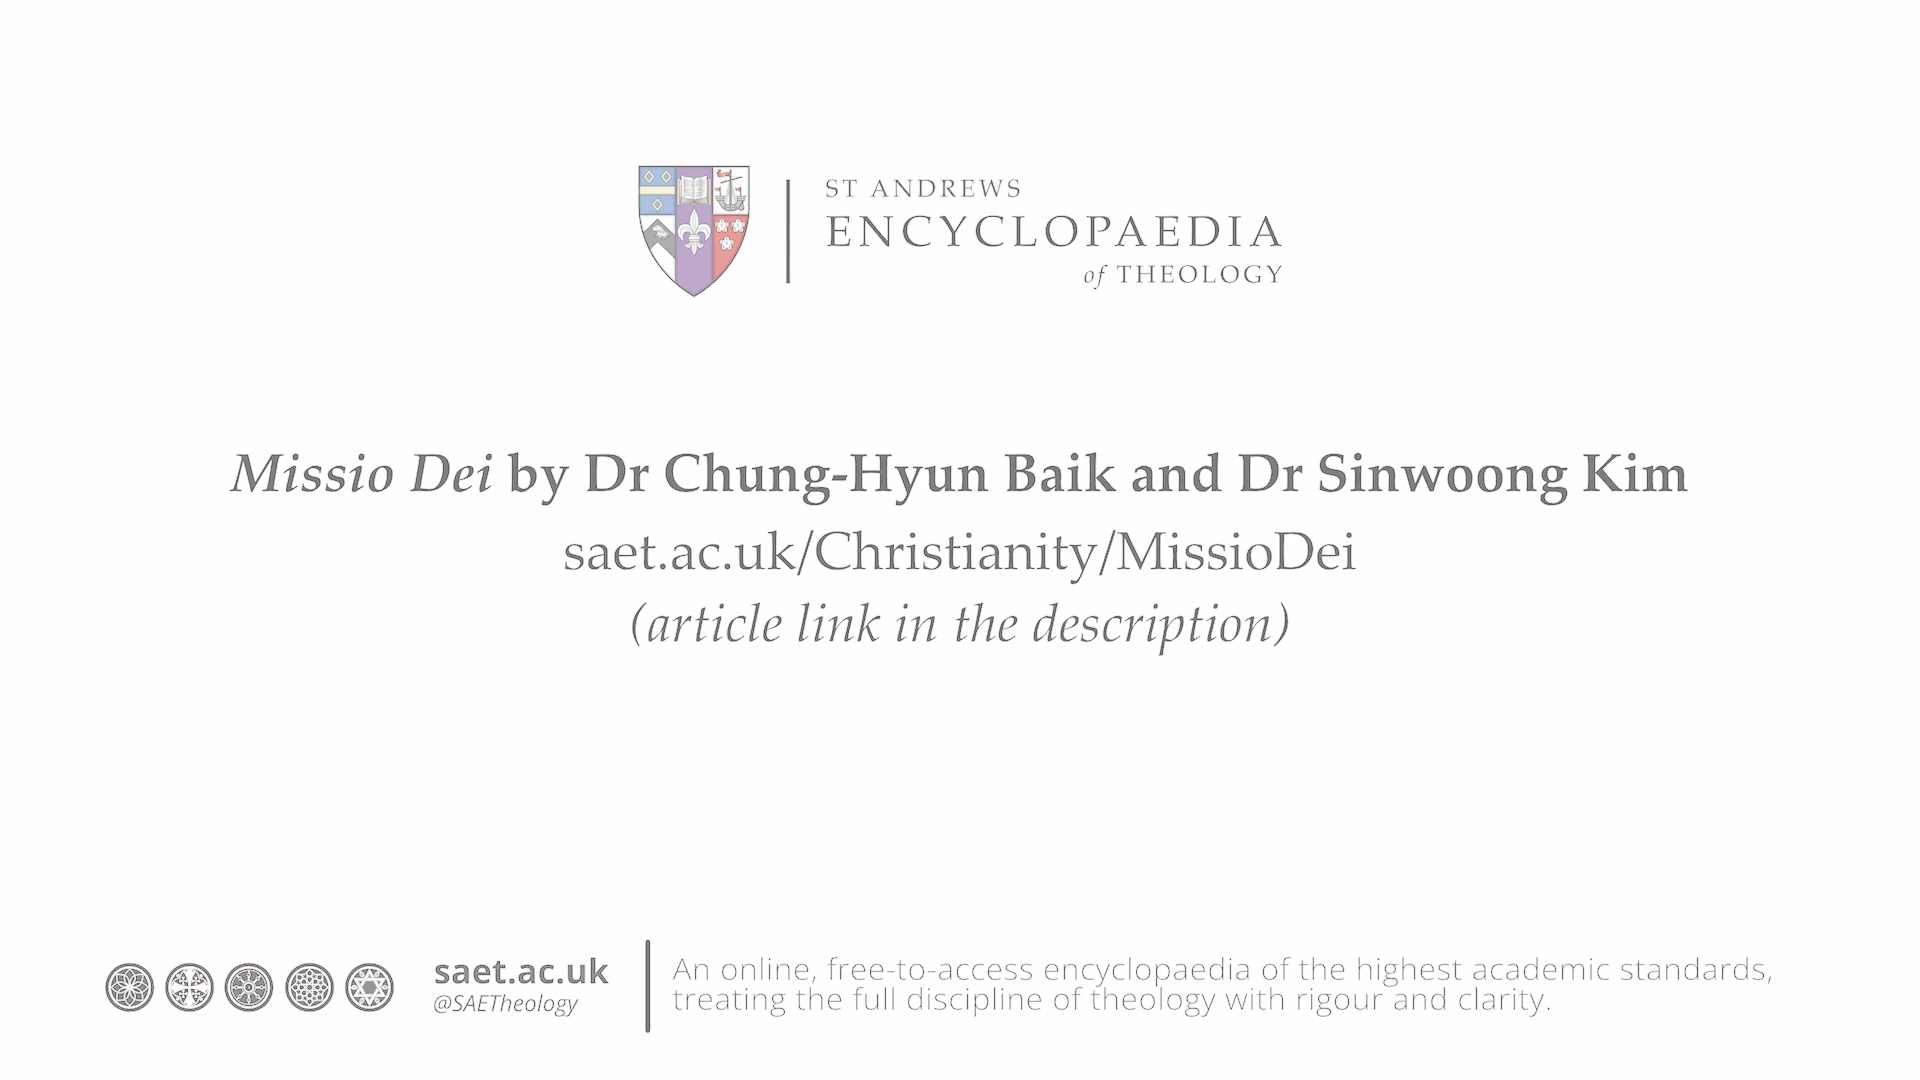 ST ANDREWS
ENCYCLOPAEDIA
of THEOLOGY
Missio Dei by Dr Chung-Hyun Baik and Dr Sinwoong Kim
saet.ac.uk/Christianity/MissioDei
(article link in the description)
saet.ac.uk
@SAETheology
An online, free-to-access encyclopaedia of the highest academic standards,
treating the full discipline of theology with rigour and clarity.